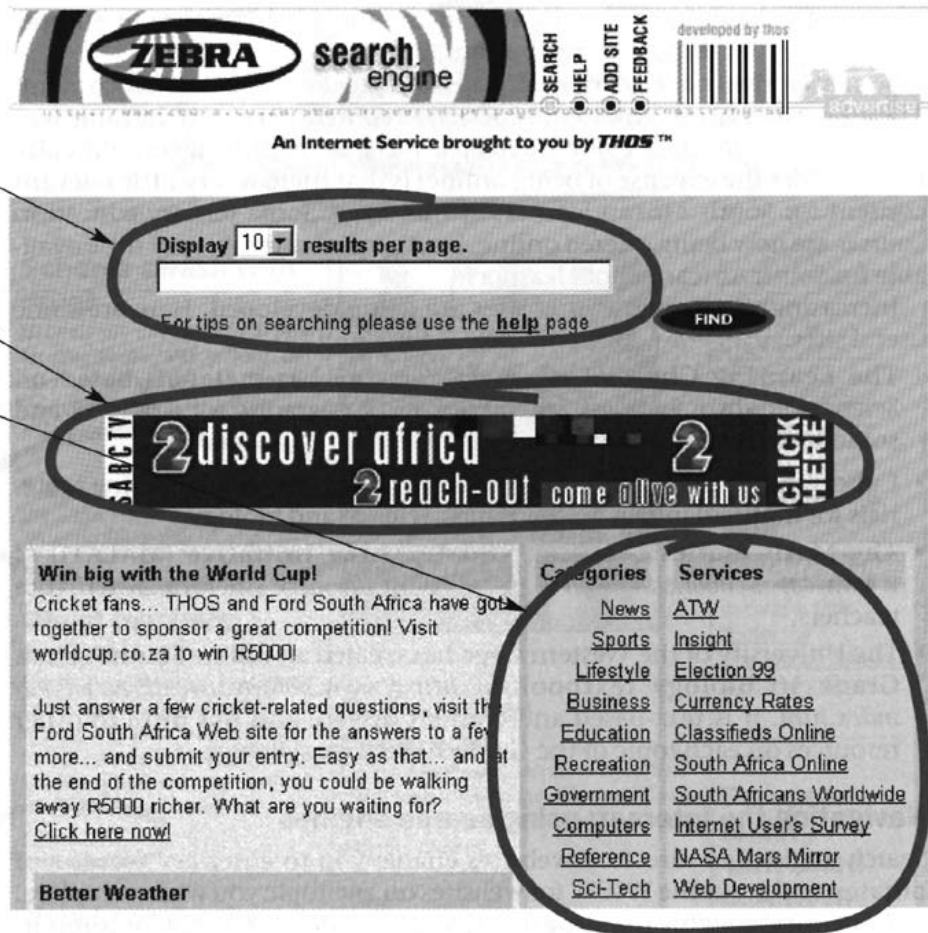 ZEBRA search engine
SEARCH
HELP
ADD SITE
FEEDBACK
developed by thos
advertise
An Internet Service brought to you by THOS ™
Display 10 results per page.
For tips on searching please use the help page
FIND
SABCTV
2 discover africa 2
2 reach-out come alive with us
CLICK HERE
Win big with the World Cup!
Cricket fans... THOS and Ford South Africa have got
together to sponsor a great competition! Visit
worldcup.co.za to win R5000!
Just answer a few cricket-related questions, visit the
Ford South Africa Web site for the answers to a few
more... and submit your entry. Easy as that... and at
the end of the competition, you could be walking
away R5000 richer. What are you waiting for?
Click here now!
Better Weather
Categories Services
News ATW
Sports Insight
Lifestyle Election 99
Business Currency Rates
Education Classifieds Online
Recreation South Africa Online
Government South Africans Worldwide
Computers Internet User's Survey
Reference NASA Mars Mirror
Sci-Tech Web Development